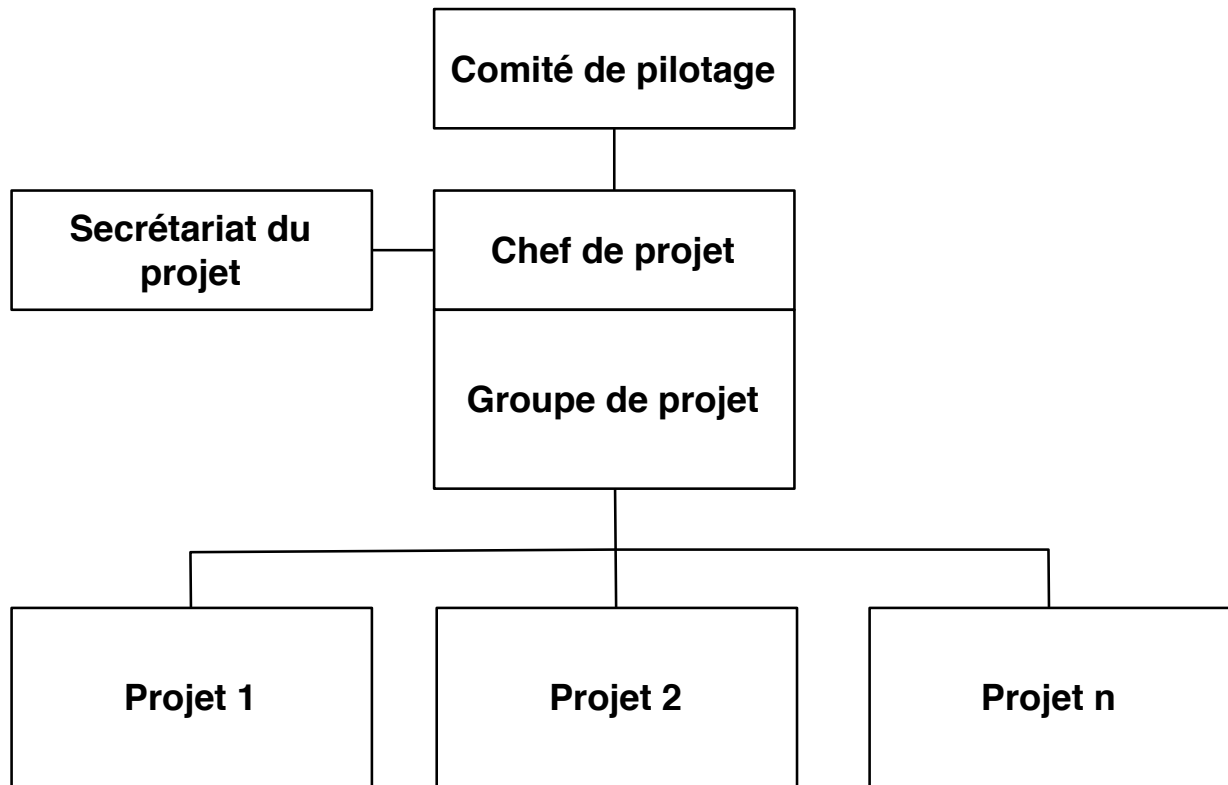 Comité de pilotage
Secrétariat du
projet
Chef de projet
Groupe de projet
Projet 1
Projet 2
Projet n